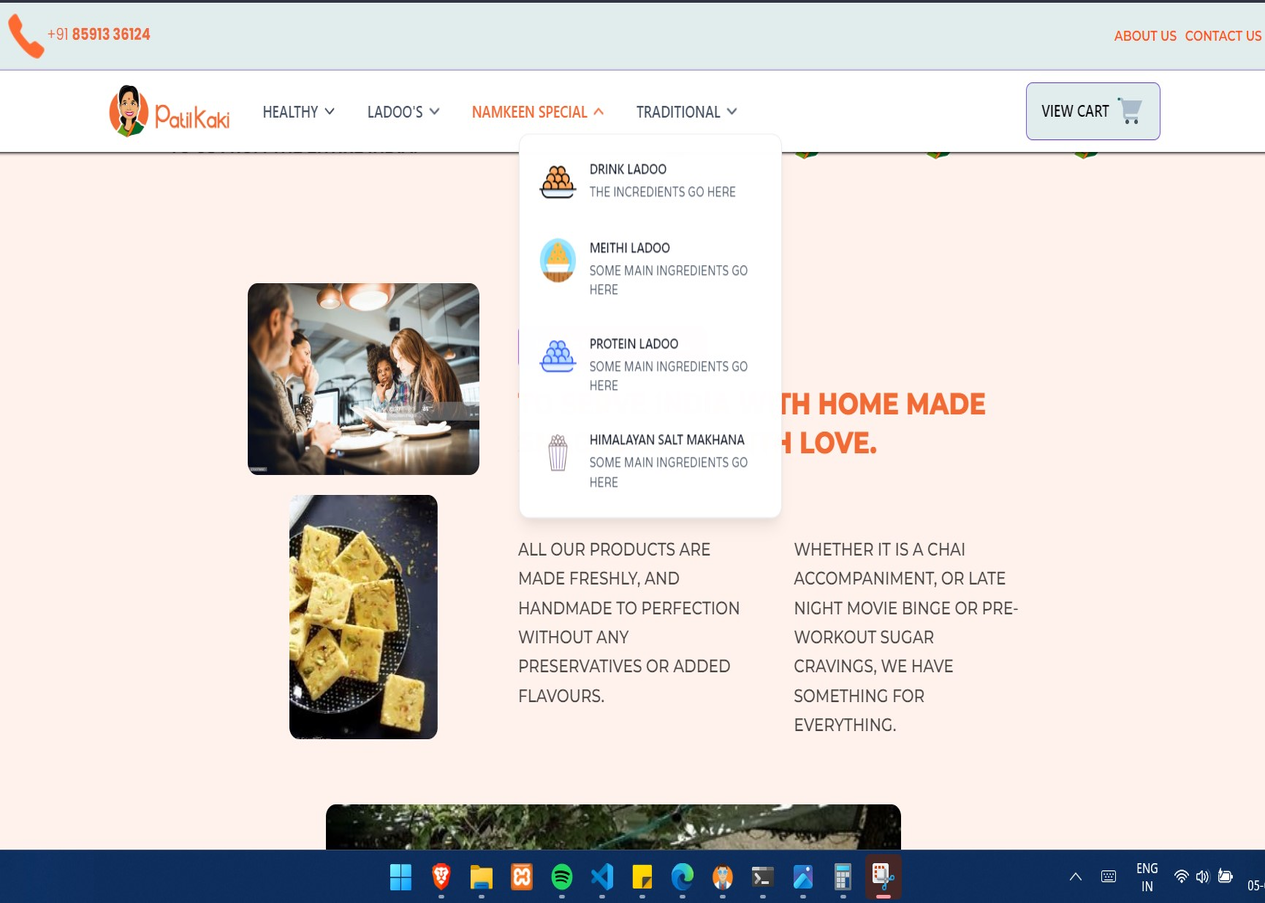 +91 85913 36124
ABOUT US CONTACT US
PatilKaki
HEALTHY
LADOO'S
NAMKEEN SPECIAL
TRADITIONAL
VIEW CART
DRINK LADOO
THE INCREDIENTS GO HERE
MEITHI LADOO
SOME MAIN INGREDIENTS GO
HERE
PROTEIN LADOO
SOME MAIN INGREDIENTS GO
HERE
HIMALAYAN SALT MAKHANA
SOME MAIN INGREDIENTS GO
HERE
TH HOME MADE
H LOVE.
ALL OUR PRODUCTS ARE
MADE FRESHLY, AND
HANDMADE TO PERFECTION
WITHOUT ANY
PRESERVATIVES OR ADDED
FLAVOURS.
WHETHER IT IS A CHAI
ACCOMPANIMENT, OR LATE
NIGHT MOVIE BINGE OR PRE-
WORKOUT SUGAR
CRAVINGS, WE HAVE
SOMETHING FOR
EVERYTHING.
ENG
IN
05-